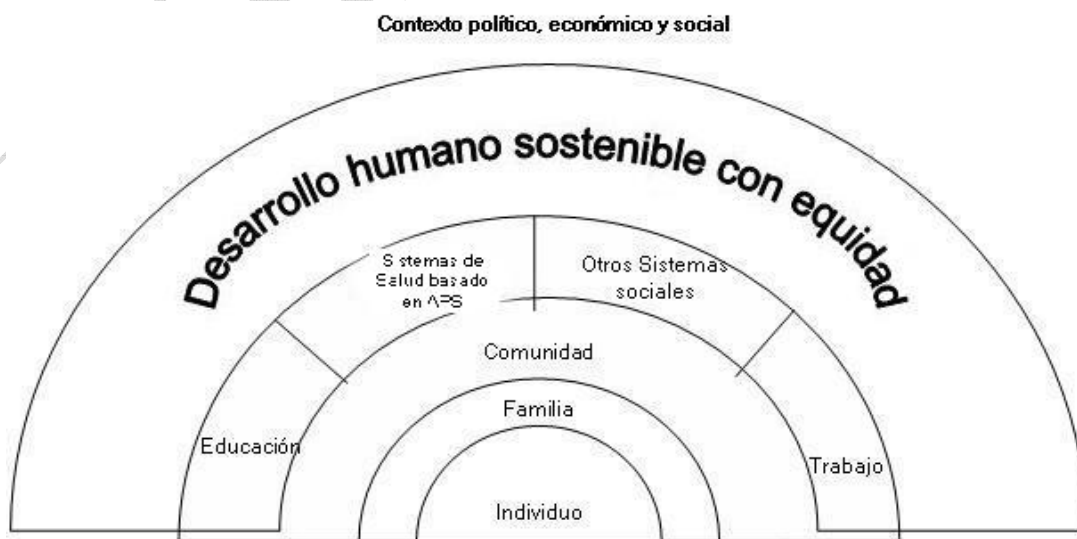 Contexto político, económico y social
Desarrollo humano sostenible con equidad
S stemas de
Salud basado
en APS
Otros Sistemas
sociales
Comunidad
Familia
Educación
Trabajo
Individuo